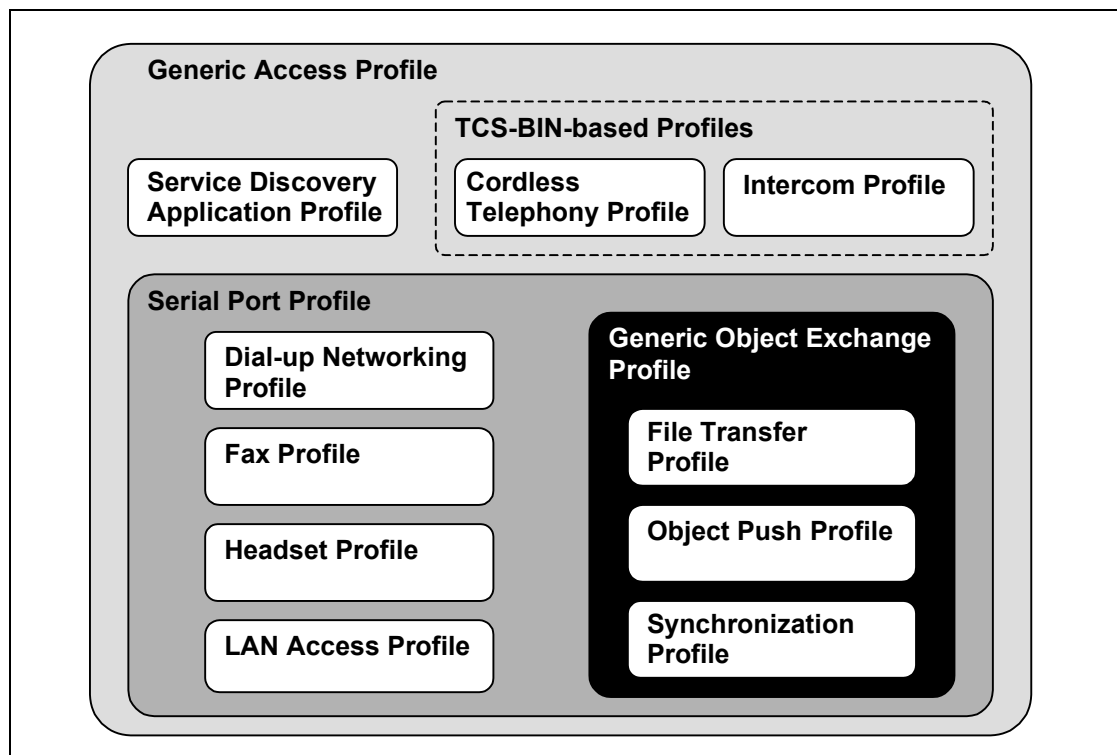 Generic Access Profile
TCS-BIN-based Profiles
Service Discovery
Application Profile
Cordless
Telephony Profile
Intercom Profile
Serial Port Profile
Dial-up Networking
Profile
Fax Profile
Headset Profile
LAN Access Profile
Generic Object Exchange
Profile
File Transfer
Profile
Object Push Profile
Synchronization
Profile